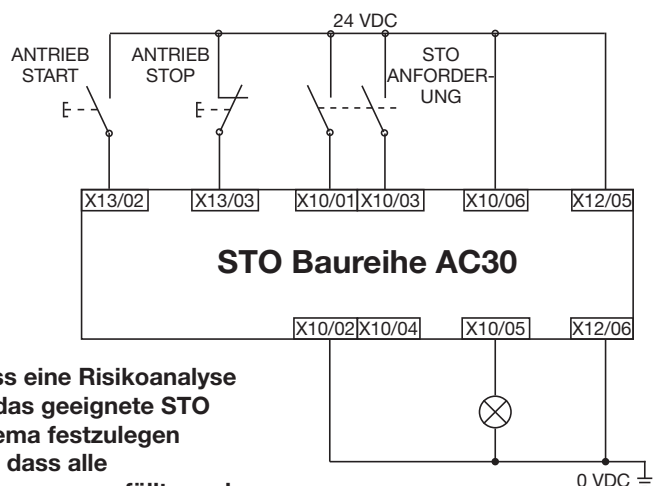 24 VDC
ANTRIEB
START
ANTRIEB
STOP
STO
ANFORDER-
UNG
X13/02
X13/03
X10/01
X10/03
X10/06
X12/05
STO Baureihe AC30
X10/02
X10/04
X10/05
X12/06
eine Risikoanalyse
das geeignete STO
festzulegen
dass alle
0 VDC